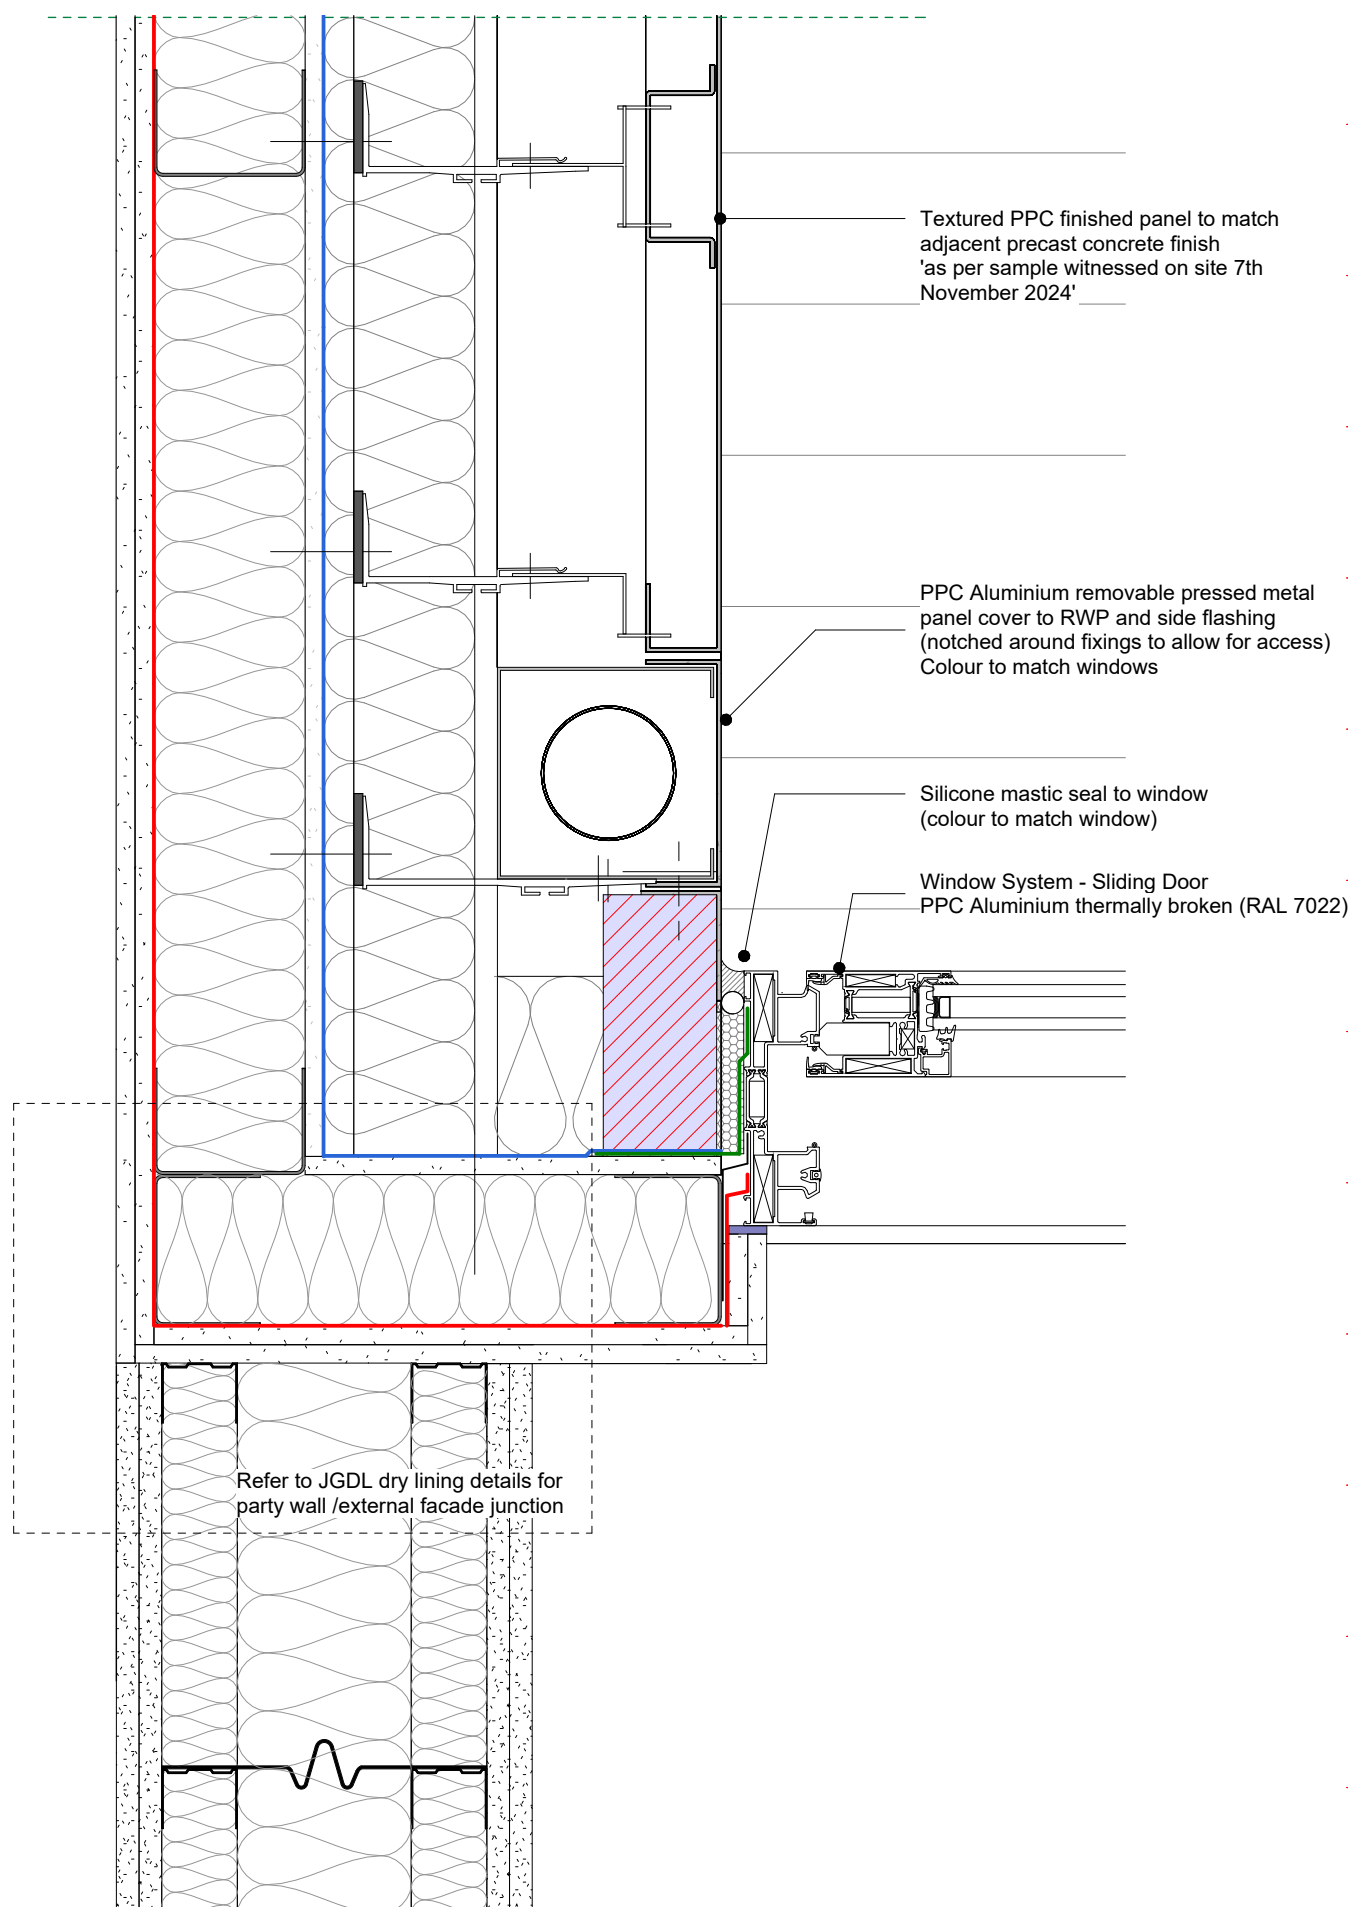 Textured PPC finished panel to match
adjacent precast concrete finish
'as per sample witnessed on site 7th
November 2024'
PPC Aluminium removable pressed metal
panel cover to RWP and side flashing
(notched around fixings to allow for access)
Colour to match windows
Silicone mastic seal to window
(colour to match window)
Window System - Sliding Door
PPC Aluminium thermally broken (RAL 7022)
Refer to JGDL dry lining details for
party wall /external facade junction